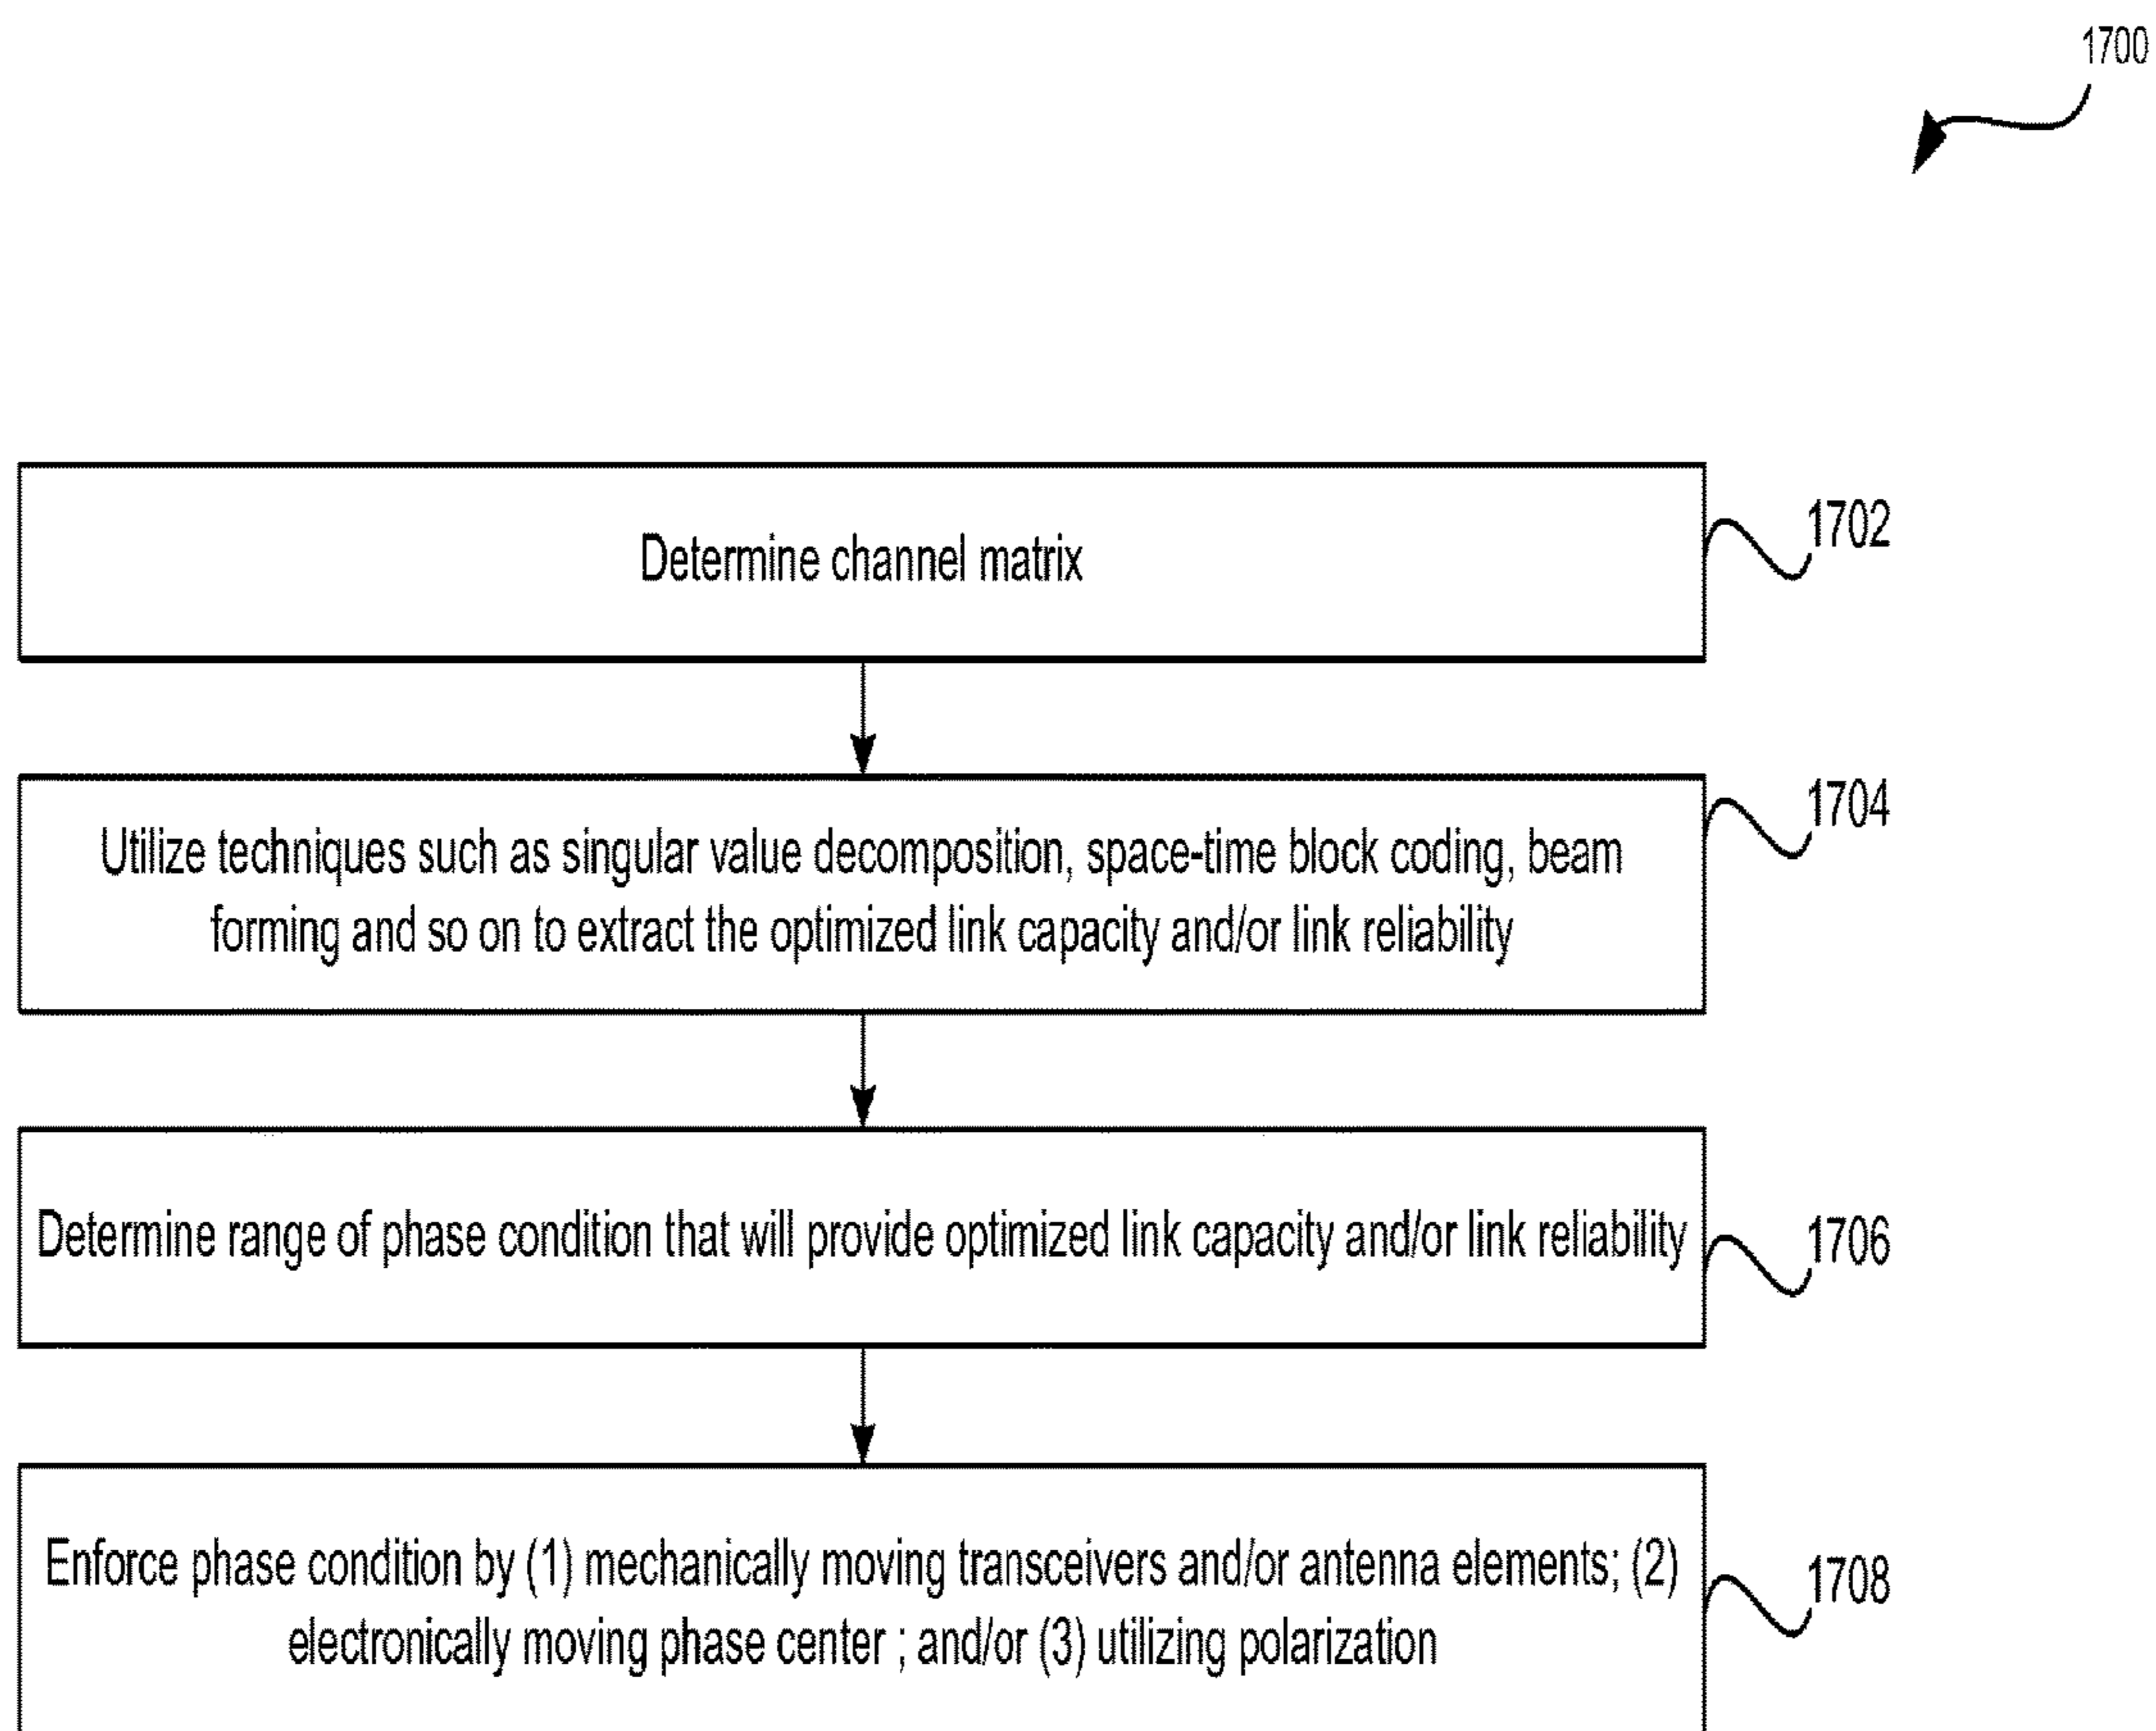 1700
Determine channel matrix
1702
Utilize techniques such as singular value decomposition, space-time block coding, beam
forming and so on to extract the optimized link capacity and/or link reliability
1704
Determine range of phase condition that will provide optimized link capacity and/or link reliability
1706
Enforce phase condition by (1) mechanically moving transceivers and/or antenna elements; (2)
electronically moving phase center ; and/or (3) utilizing polarization
1708